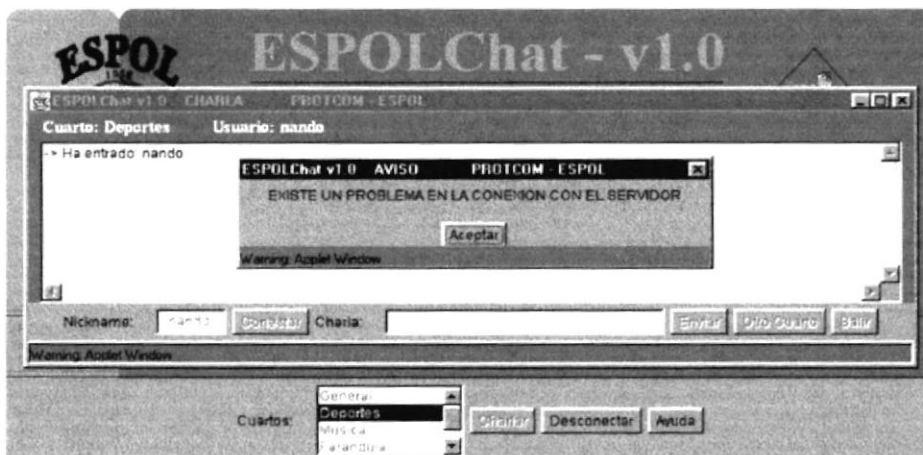 ESPOL
ESPOLChat - v1.0
ESPOLChat v1.0 CHARLA PROTCOM - ESPOL
Cuarto: Deportes Usuario: nando
-> Ha entrado: nando
ESPOLChat v1.0 AVISO PROTCOM - ESPOL
EXISTE UN PROBLEMA EN LA CONEXION CON EL SERVIDOR
Aceptar
Warning: Applet Window
Nickname: nando Conectar Charla: Enviar Otro Cuarto Salir
Warning: Applet Window
Cuartos: General
Deportes Charlar Desconectar Ayuda
Musica
Farandula